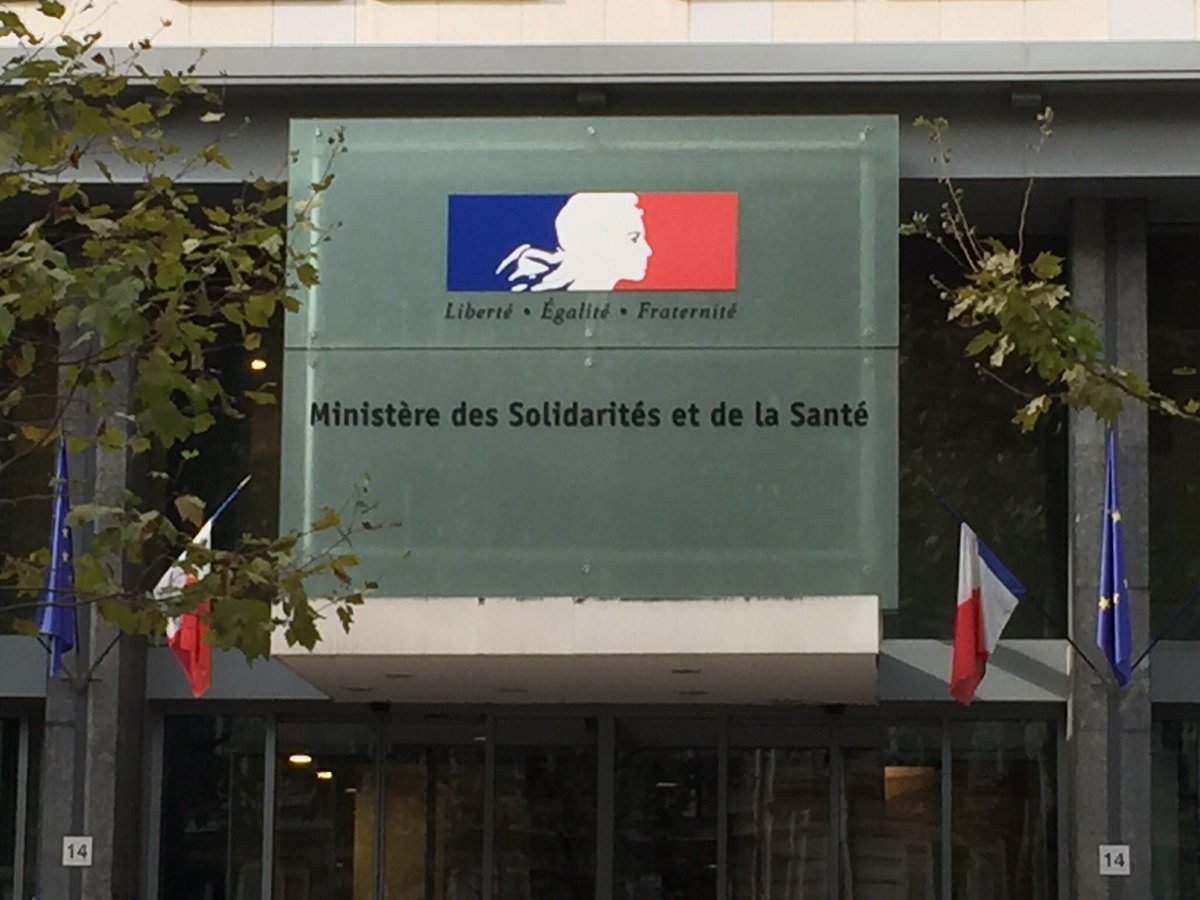 Liberté • Égalité • Fraternité
Ministère des Solidarités et de la Santé
14
14